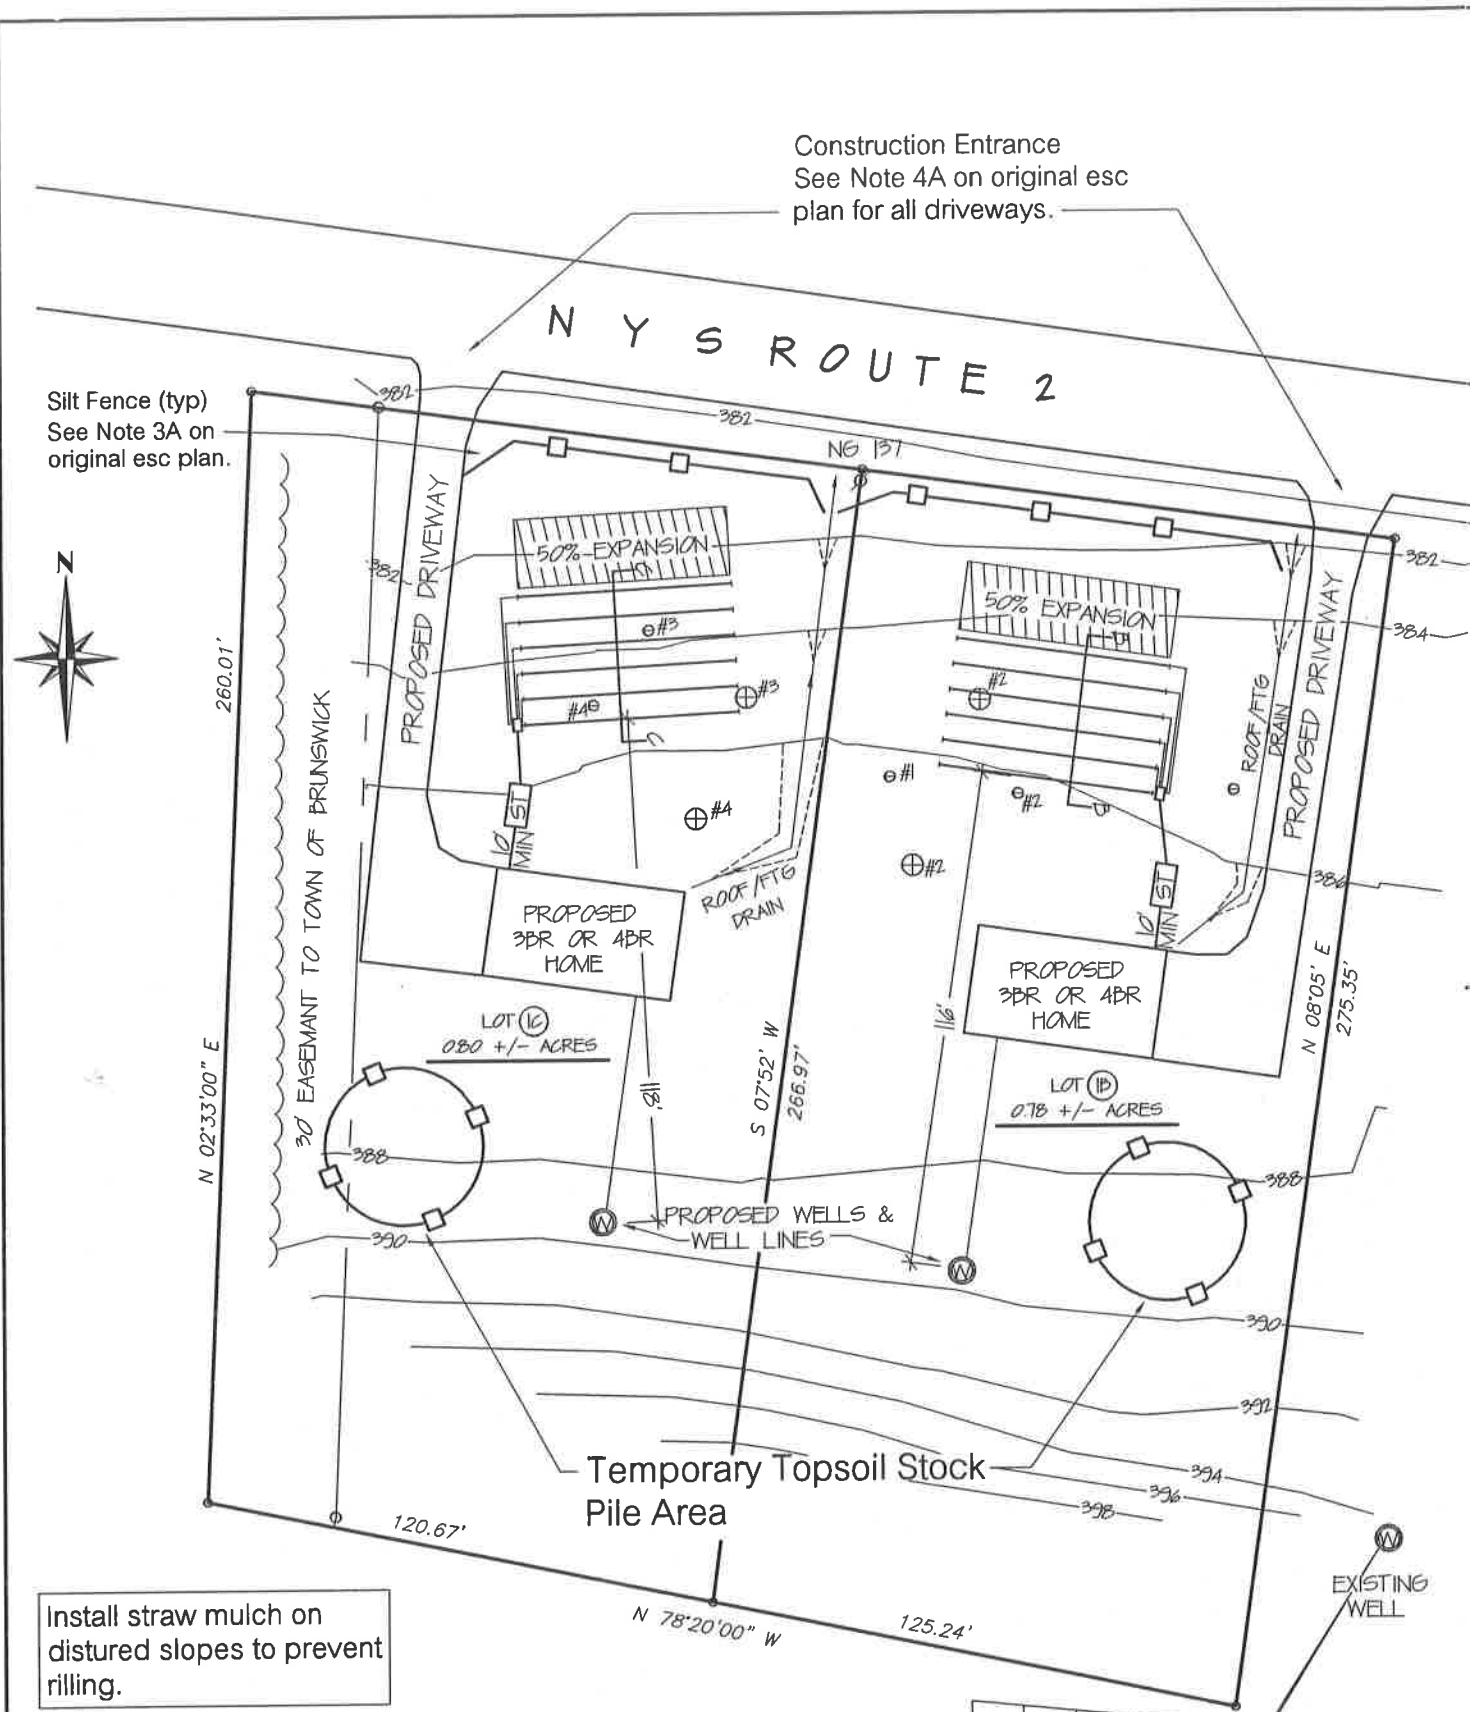 Construction Entrance
See Note 4A on original esc
plan for all driveways.
N Y S ROUTE 2
Silt Fence (typ)
See Note 3A on
original esc plan.
382
382
NG 137
N
382
50% EXPANSION
382
50% EXPANSION
384
PROPOSED DRIVEWAY
PROPOSED DRIVEWAY
260.01'
#3
#3
#4
#2
ROOF/FTG
DRAIN
#1
#2
#4
#2
ST
10'
MIN
ST
10'
MIN
386
30' EASEMANT TO TOWN OF BRUNSWICK
ROOF/FTG
DRAIN
PROPOSED
3BR OR 4BR
HOME
PROPOSED
3BR OR 4BR
HOME
116'
N 08°05' E
275.35'
LOT 1C
0.80 +/- ACRES
118'
S 07°52' W
266.97'
LOT 1B
0.78 +/- ACRES
N 02°33'00" E
388
388
W
PROPOSED WELLS &
WELL LINES
W
390
390
392
394
396
398
Temporary Topsoil Stock
Pile Area
120.67'
N 78°20'00" W
125.24'
W
EXISTING
WELL
Install straw mulch on
distured slopes to prevent
rilling.